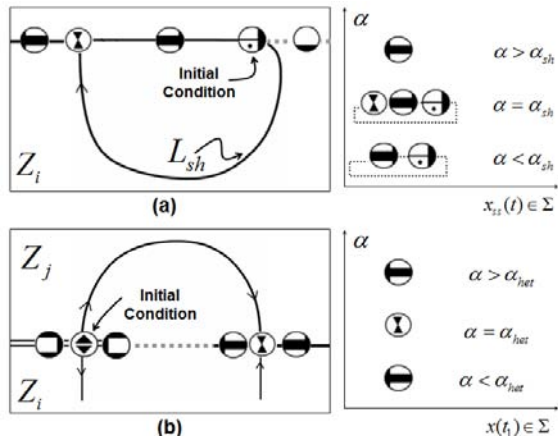 Initial
Condition
L_sh
Z_i
(a)
α
α > α_sh
α = α_sh
α < α_sh
x_ss(t) ∈ Σ
Z_j
Initial
Condition
Z_i
(b)
α
α > α_het
α = α_het
α < α_het
x(t_1) ∈ Σ